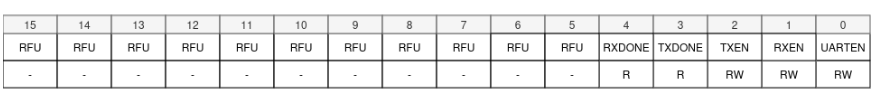 15 14 13 12 11 10 9 8 7 6 5 4 3 2 1 0
RFU RFU RFU RFU RFU RFU RFU RFU RFU RFU RFU RXDONE TXDONE TXEN RXEN UARTEN
- - - - - - - - - - - R R RW RW RW